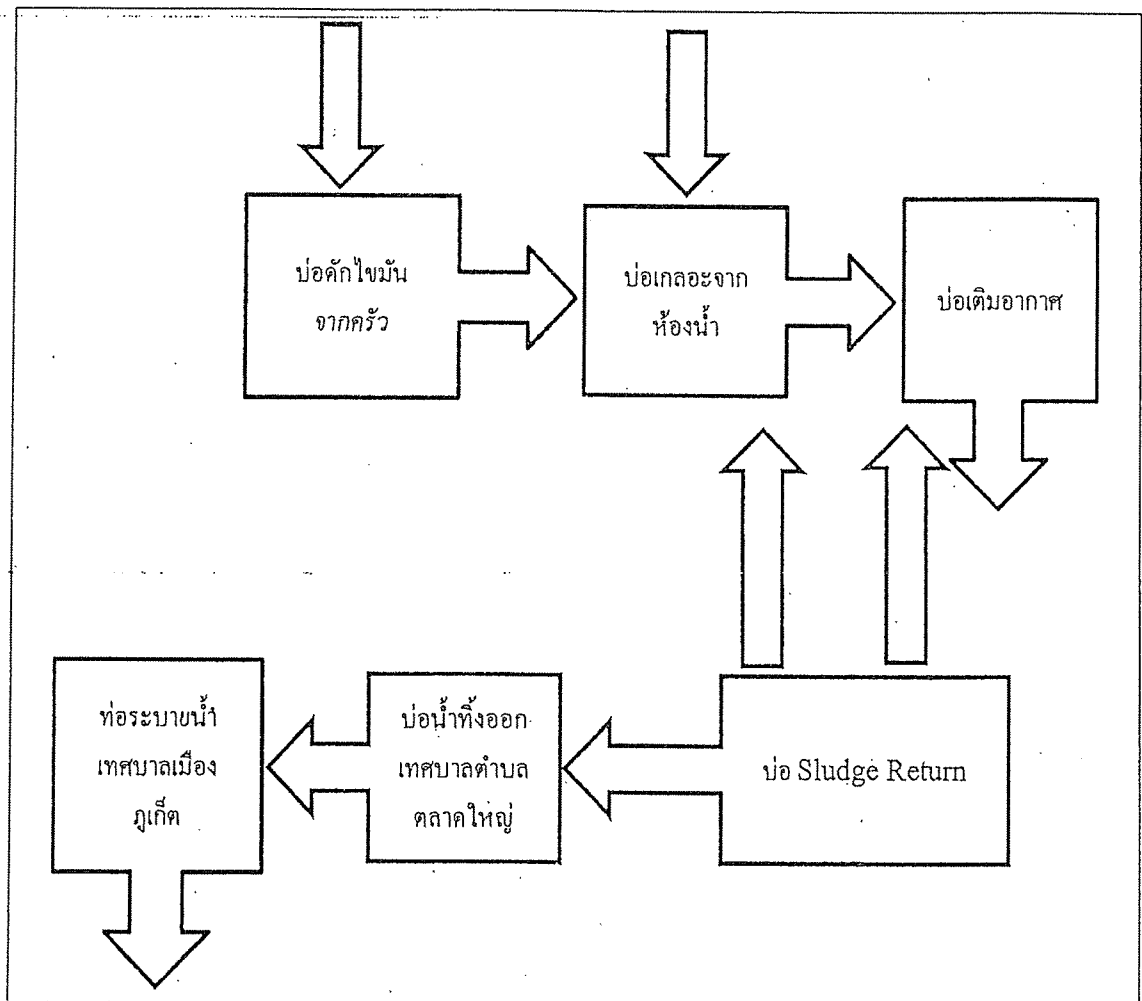 บ่อดักไขมัน
จากครัว
บ่อเกลอะจาก
ห้องน้ำ
บ่อเติมอากาศ
ท่อระบายน้ำ
เทศบาลเมือง
ภูเก็ต
บ่อน้ำทิ้งออก
เทศบาลตำบล
ตลาดใหญ่
บ่อ Sludge Return